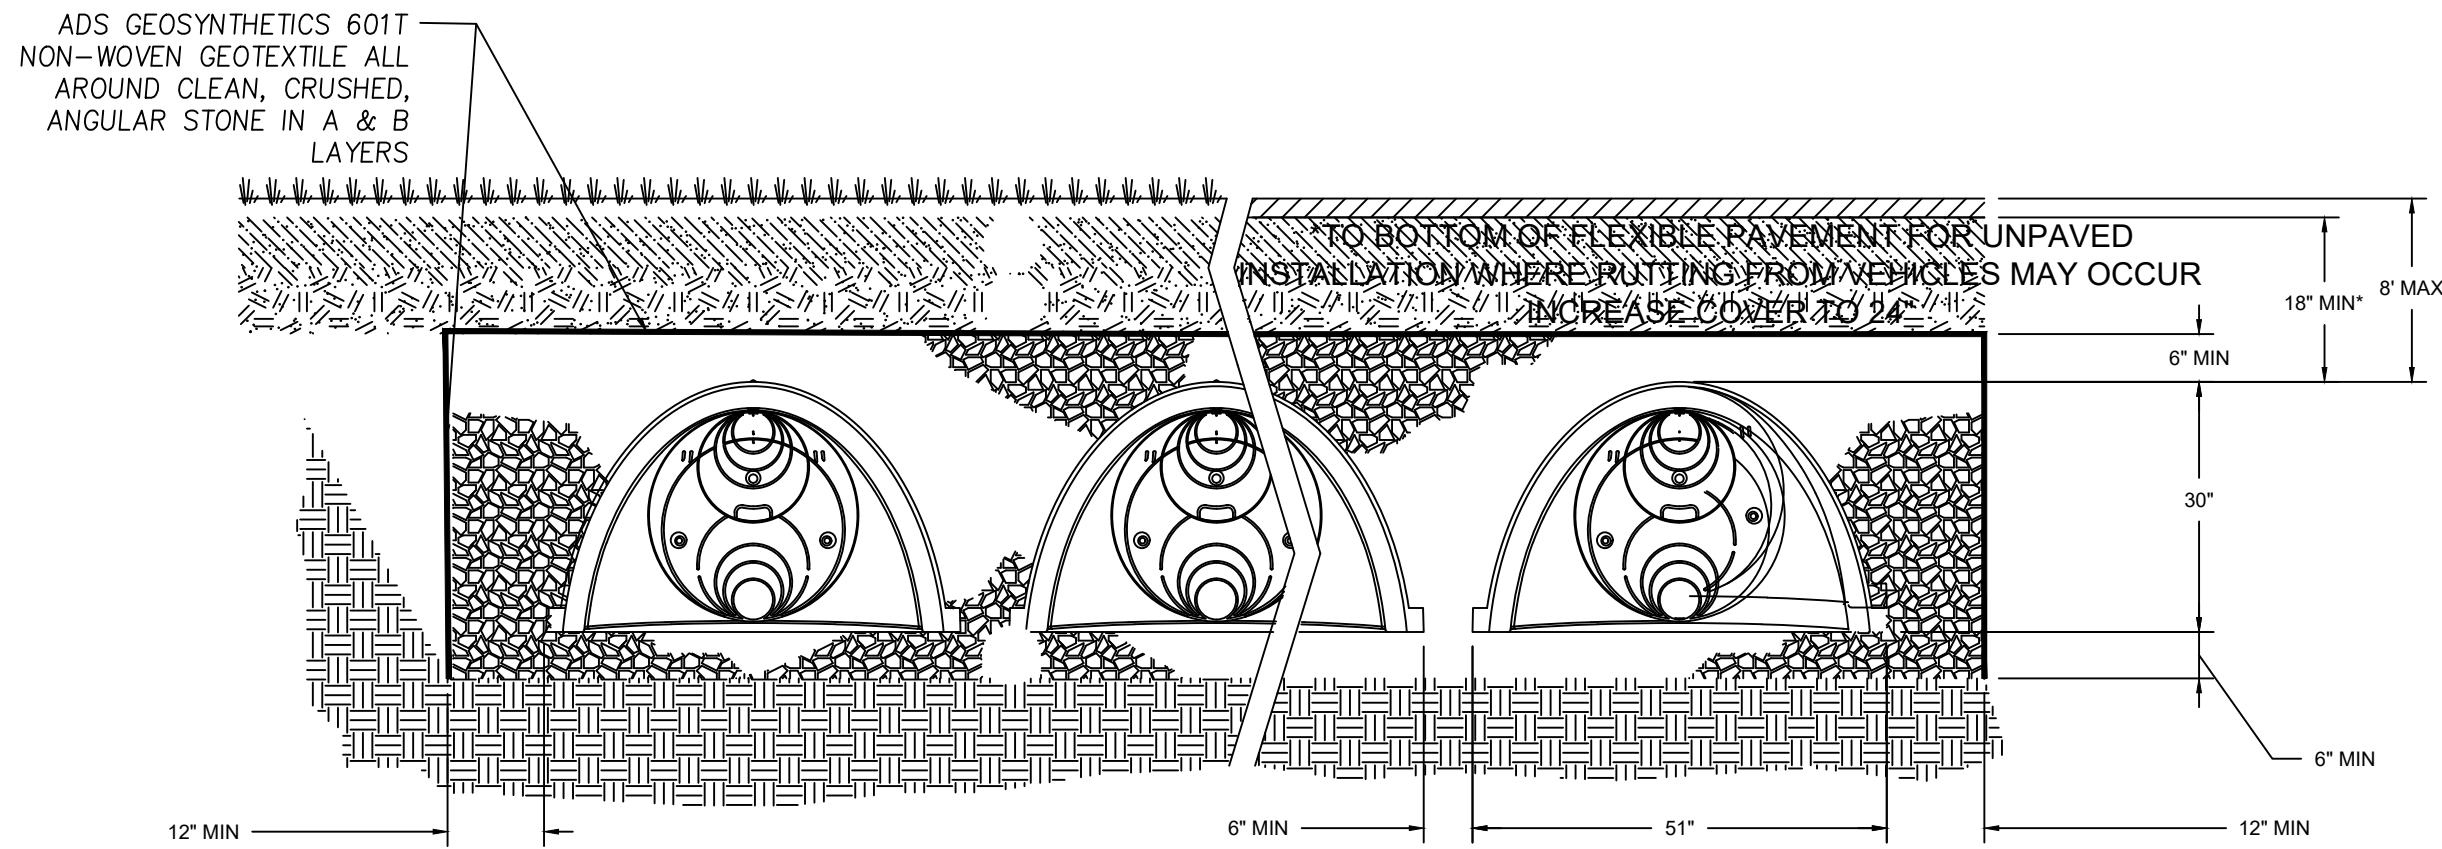 ADS GEOSYNTHETICS 601T
NON-WOVEN GEOTEXTILE ALL
AROUND CLEAN, CRUSHED,
ANGULAR STONE IN A & B
LAYERS
*TO BOTTOM OF FLEXIBLE PAVEMENT FOR UNPAVED
INSTALLATION WHERE RUTTING FROM VEHICLES MAY OCCUR
INCREASE COVER TO 24"
8' MAX
18" MIN*
6" MIN
30"
6" MIN
12" MIN
6" MIN
51"
12" MIN